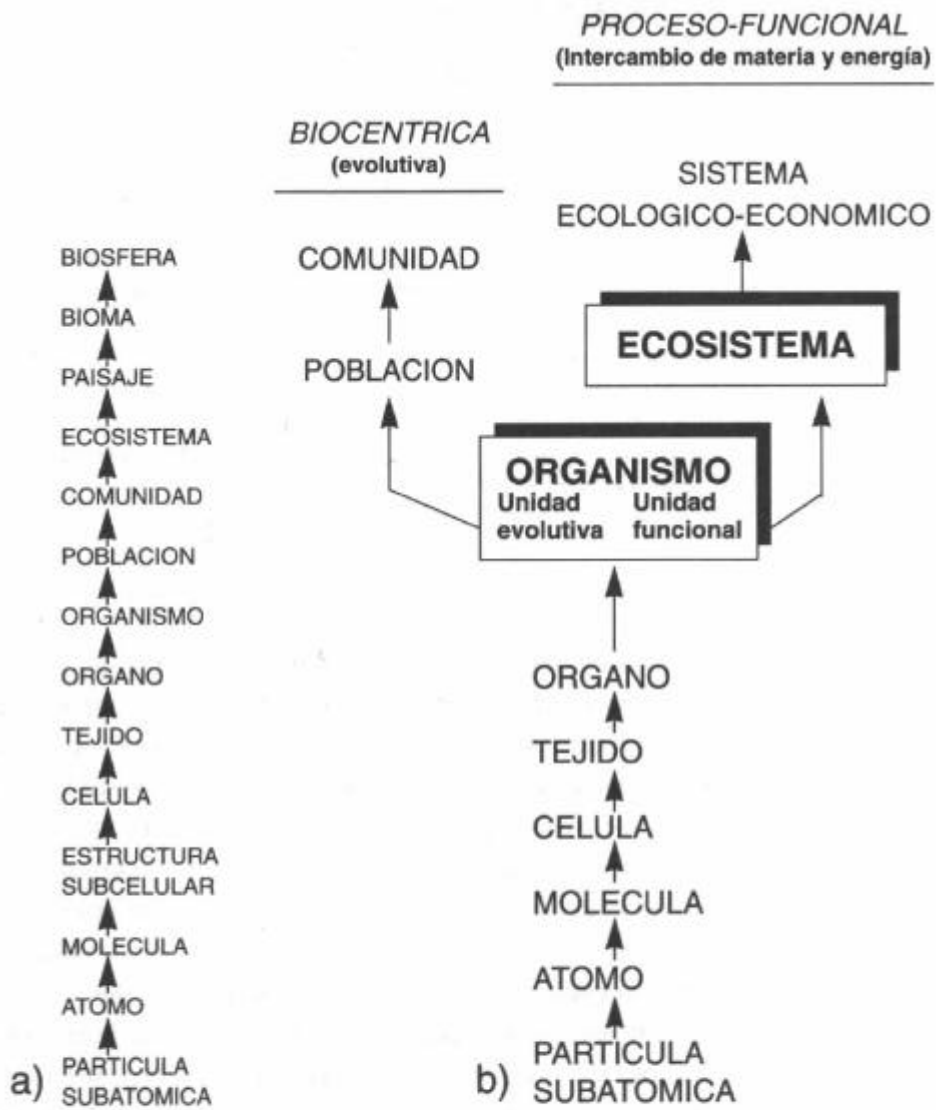 PROCESO-FUNCIONAL
(Intercambio de materia y energía)
BIOCENTRICA
(evolutiva)
SISTEMA
ECOLOGICO-ECONOMICO
BIOSFERA
BIOMA
PAISAJE
ECOSISTEMA
COMUNIDAD
POBLACION
ORGANISMO
ORGANO
TEJIDO
CELULA
ESTRUCTURA
SUBCELULAR
MOLECULA
ATOMO
a) PARTICULA
SUBATOMICA
COMUNIDAD
POBLACION
ECOSISTEMA
ORGANISMO
Unidad evolutiva
Unidad funcional
ORGANO
TEJIDO
CELULA
MOLECULA
ATOMO
b) PARTICULA
SUBATOMICA